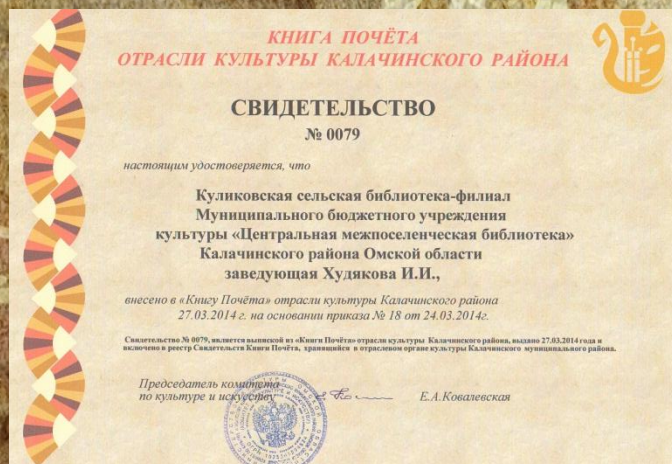 КНИГА ПОЧЁТА
ОТРАСЛИ КУЛЬТУРЫ КАЛАЧИНСКОГО РАЙОНА
СВИДЕТЕЛЬСТВО
№ 0079
настоящим удостоверяется, что
Куликовская сельская библиотека-филиал
Муниципального бюджетного учреждения
культуры «Центральная межпоселенческая библиотека»
Калачинского района Омской области
заведующая Худякова И.И.,
внесено в «Книгу Почёта» отрасли культуры Калачинского района
27.03.2014 г. на основании приказа № 18 от 24.03.2014г.
Свидетельство № 0079, является выпиской из «Книги Почёта» отрасли культуры Калачинского района, выдано 27.03.2014 года и
включено в реестр Свидетельств Книги Почёта, хранящийся в отраслевом органе культуры Калачинского муниципального района.
Председатель комитета
по культуре и искусству Е.А.Ковалевская